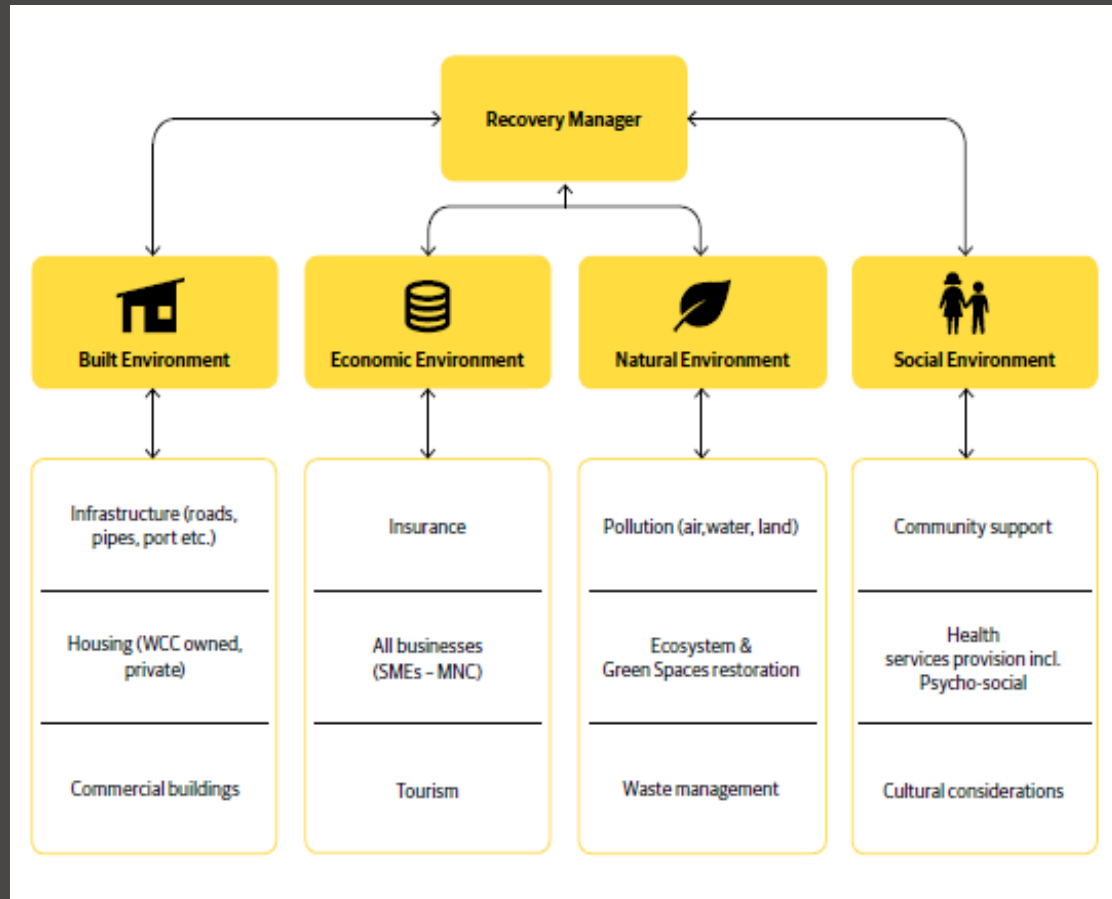 Recovery Manager
Built Environment
Economic Environment
Natural Environment
Social Environment
Infrastructure (roads,
pipes, port etc.)
Housing (WCC owned,
private)
Commercial buildings
Insurance
All businesses
(SMEs – MNC)
Tourism
Pollution (air,water, land)
Ecosystem &
Green Spaces restoration
Waste management
Community support
Health
services provision incl.
Psycho-social
Cultural considerations